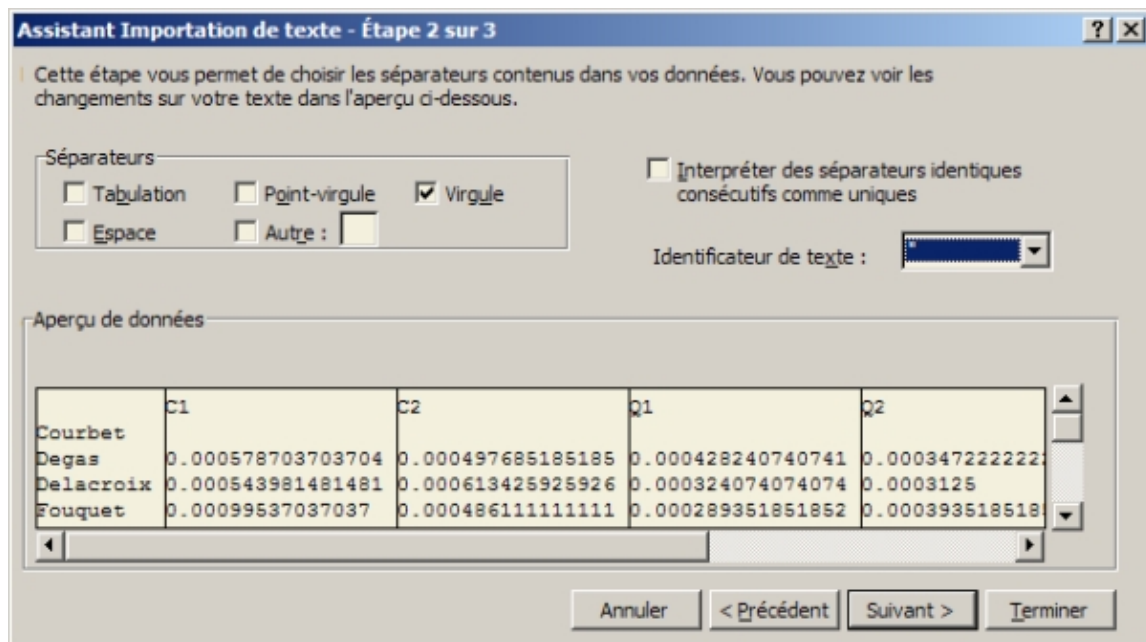 Assistant Importation de texte - Étape 2 sur 3
Cette étape vous permet de choisir les séparateurs contenus dans vos données. Vous pouvez voir les
changements sur votre texte dans l'aperçu ci-dessous.
Séparateurs
Tabulation Point-virgule Virgule
Espace Autre :
Interpréter des séparateurs identiques
consécutifs comme uniques
Identificateur de texte : "
Aperçu de données
C1 C2 Q1 Q2
Courbet
Degas 0.000578703703704 0.000497685185185 0.000428240740741 0.0003472222222
Delacroix 0.000543981481481 0.000613425925926 0.000324074074074 0.0003125
Fouquet 0.00099537037037 0.000486111111111 0.000289351851852 0.00039351851
Annuler < Précédent Suivant > Terminer